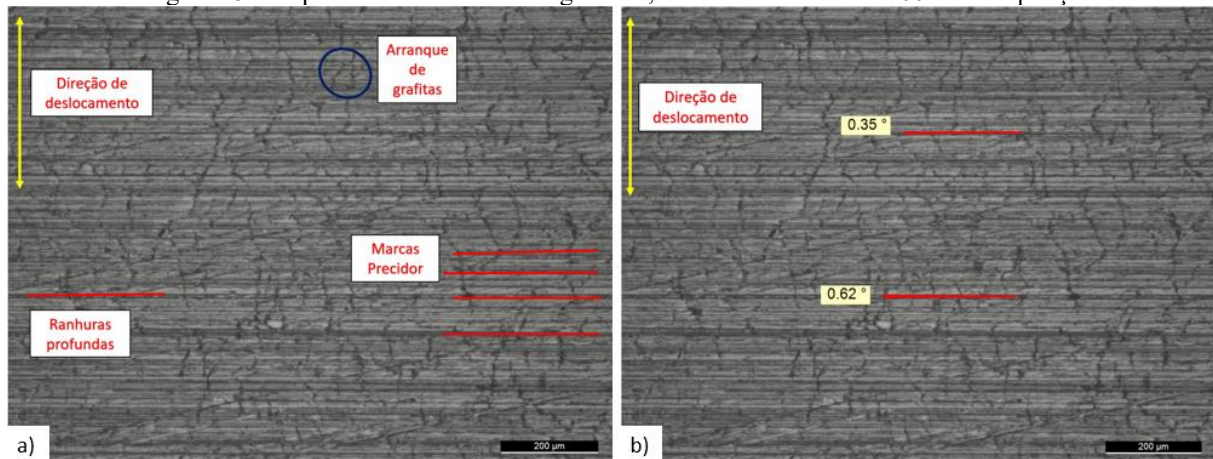 Direção de
deslocamento
Arranque
de
grafitas
Marcas
Precidor
Ranhuras
profundas
a)
200 µm
Direção de
deslocamento
0.35 °
0.62 °
b)
200 µm